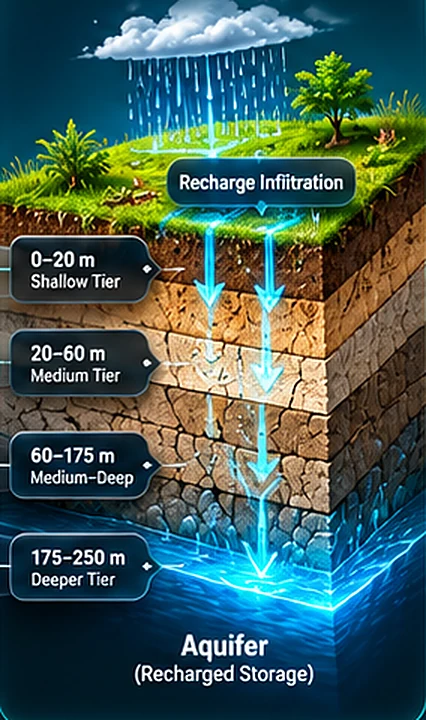 Recharge Infiltration
0–20 m
Shallow Tier
20–60 m
Medium Tier
60–175 m
Medium-Deep
175–250 m
Deeper Tier
Aquifer
(Recharged Storage)